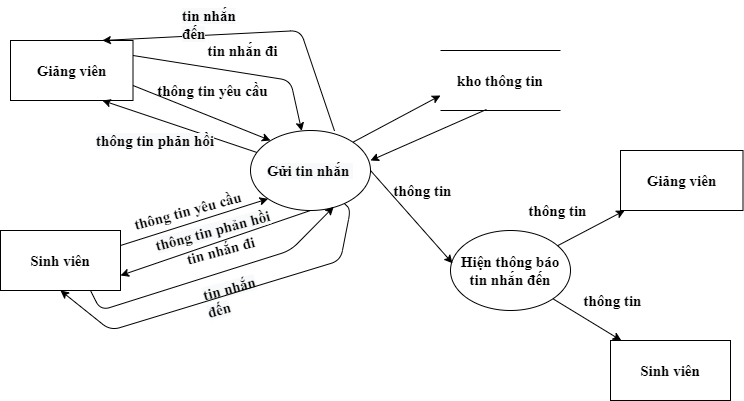 tin nhắn
đến
tin nhắn đi
Giảng viên
thông tin yêu cầu
kho thông tin
thông tin phản hồi
Gửi tin nhắn
thông tin
Giảng viên
thông tin yêu cầu
thông tin phản hồi
thông tin
tin nhắn đi
Sinh viên
Hiện thông báo
tin nhắn đến
tin nhắn
đến
thông tin
Sinh viên